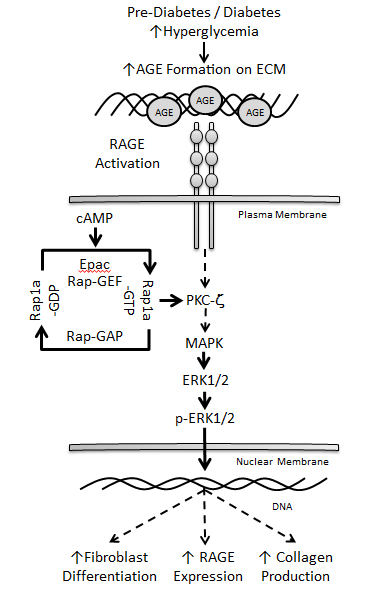 Pre-Diabetes / Diabetes
↑Hyperglycemia
↑AGE Formation on ECM
AGE
AGE
AGE
RAGE
Activation
Plasma Membrane
cAMP
Epac
Rap-GEF
Rap1a
-GDP
Rap1a
-GTP
Rap-GAP
PKC-ζ
MAPK
ERK1/2
p-ERK1/2
Nuclear Membrane
DNA
↑Fibroblast
Differentiation
↑ RAGE
Expression
↑ Collagen
Production